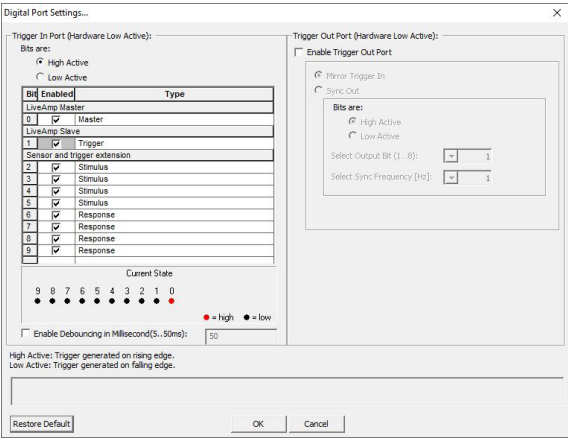 Digital Port Settings...
Trigger In Port (Hardware Low Active):
Bits are:
High Active
Low Active
Bit Enabled Type
LiveAmp Master
0 Master
LiveAmp Slave
1 Trigger
Sensor and trigger extension
2 Stimulus
3 Stimulus
4 Stimulus
5 Stimulus
6 Response
7 Response
8 Response
9 Response
Current State
9 8 7 6 5 4 3 2 1 0
= high = low
Enable Debouncing in Millisecond(5..50ms): 50
Trigger Out Port (Hardware Low Active):
Enable Trigger Out Port
Mirror Trigger In
Sync Out
Bits are:
High Active
Low Active
Select Output Bit (1...8): 1
Select Sync Frequency [Hz]: 1
High Active: Trigger generated on rising edge.
Low Active: Trigger generated on falling edge.
Restore Default OK Cancel